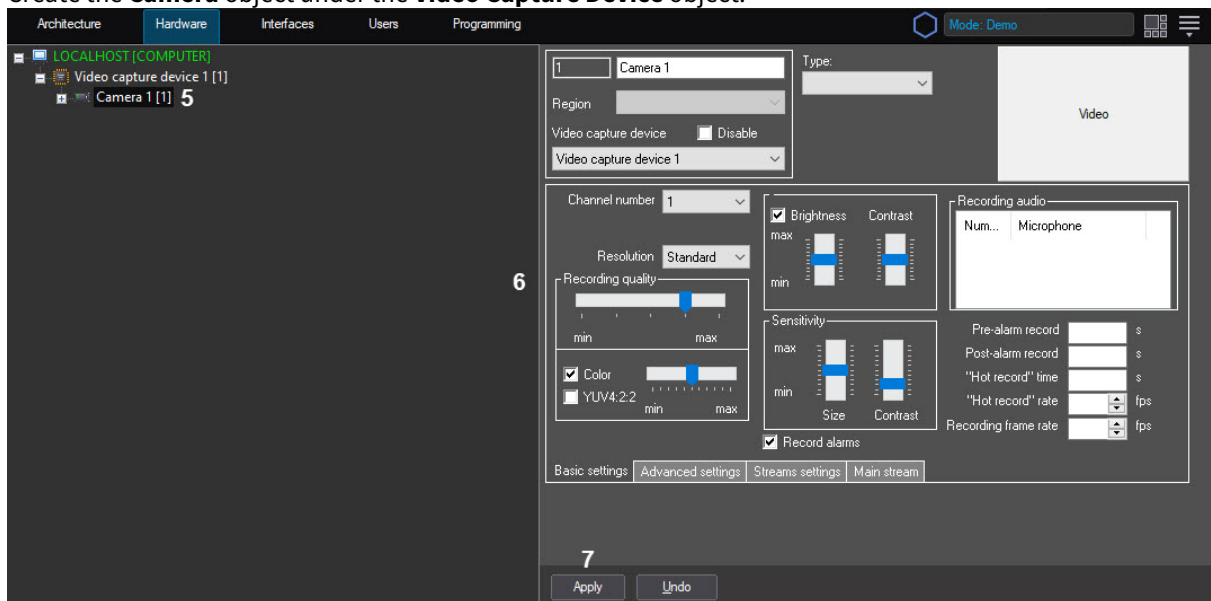 Create the Camera object under the Video Capture Device object.
Architecture Hardware Interfaces Users Programming Mode: Demo
LOCALHOST [COMPUTER]
Video capture device 1 [1]
Camera 1 [1] 5
1 Camera 1
Region
Video capture device Disable
Video capture device 1
Type:
Video
Channel number 1
Resolution Standard
6
Recording quality
min max
Color
YUV4:2:2
min max
Brightness Contrast
max
min
Sensitivity
max
min
Size Contrast
Record alarms
Recording audio
Num... Microphone
Pre-alarm record s
Post-alarm record s
"Hot record" time s
"Hot record" rate fps
Recording frame rate fps
Basic settings Advanced settings Streams settings Main stream
7
Apply Undo